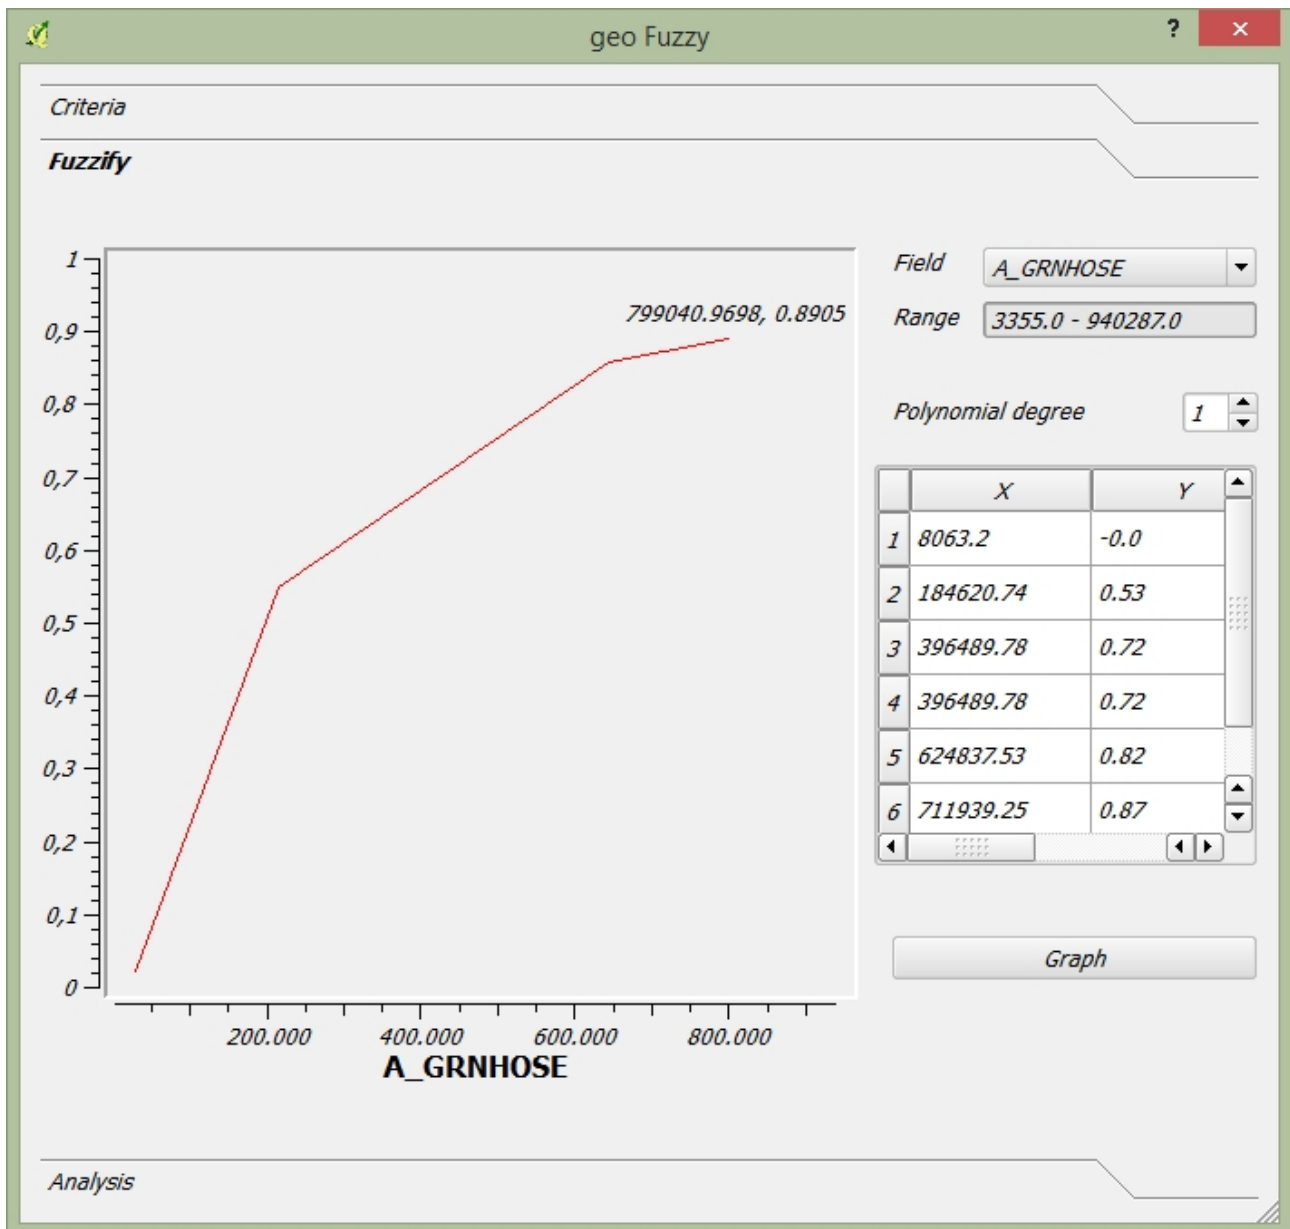 geo Fuzzy
?
Criteria
Fuzzify
1
0,9
0,8
0,7
0,6
0,5
0,4
0,3
0,2
0,1
0
799040.9698, 0.8905
200.000 400.000 600.000 800.000
A_GRNHOSE
Field A_GRNHOSE
Range 3355.0 - 940287.0
Polynomial degree 1
X Y
1 8063.2 -0.0
2 184620.74 0.53
3 396489.78 0.72
4 396489.78 0.72
5 624837.53 0.82
6 711939.25 0.87
Graph
Analysis